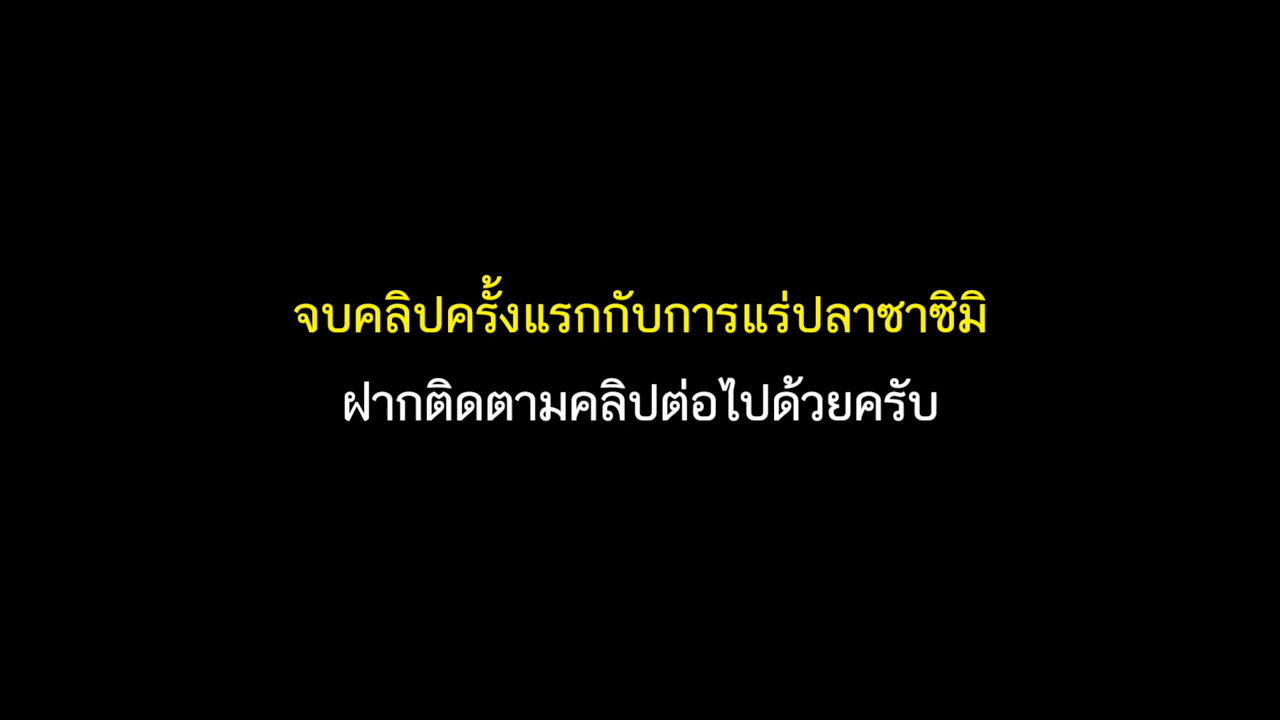 จบคลิปครั้งแรกกับการแร่ปลาซาซิมิ
ฝากติดตามคลิปต่อไปด้วยครับ